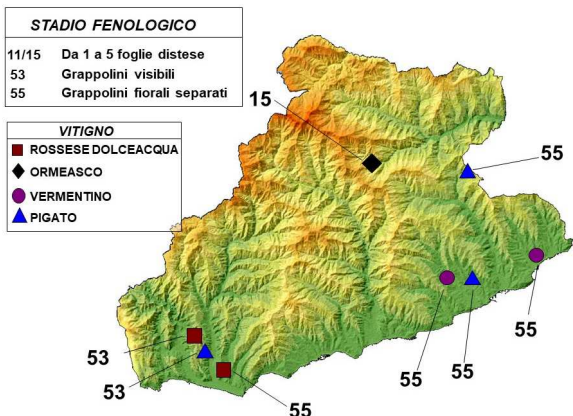 STADIO FENOLOGICO
11/15 Da 1 a 5 foglie distese
53 Grappolini visibili
55 Grappolini fiorali separati
VITIGNO
ROSSESE DOLCEACQUA
ORMEASCO
VERMENTINO
PIGATO
15
55
55
55
55
53
53
55